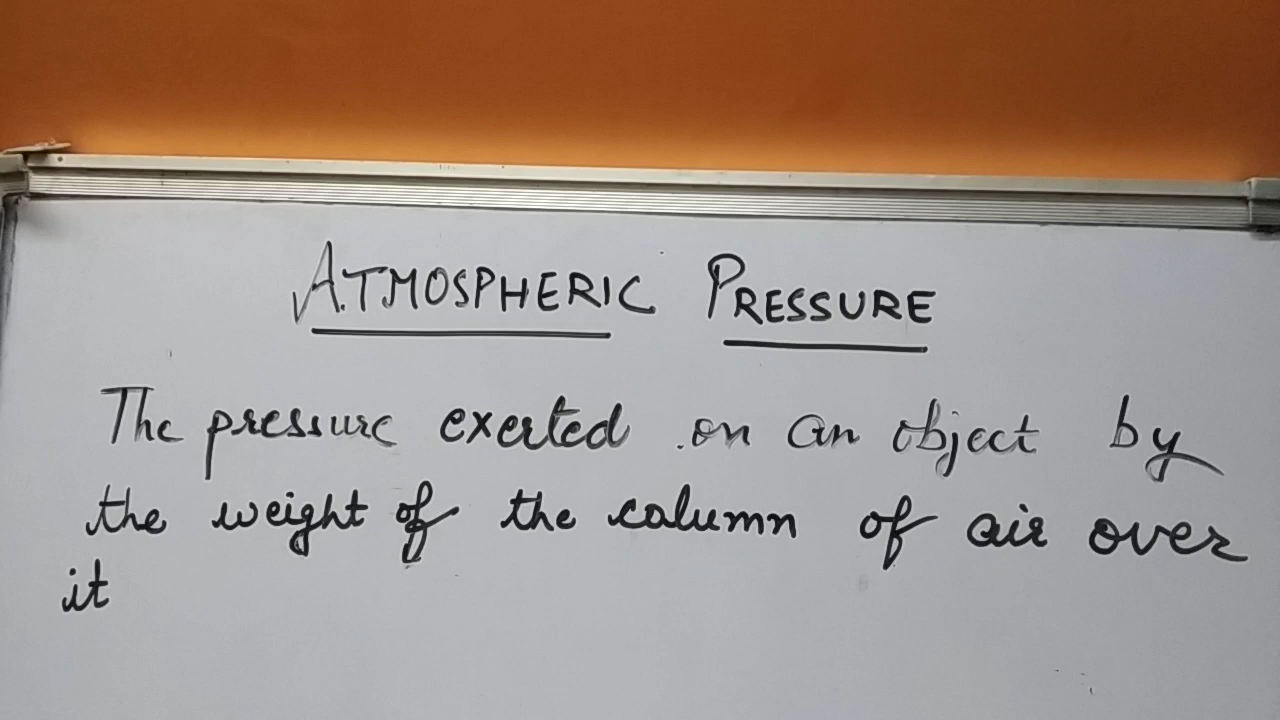 ATMOSPHERIC PRESSURE
The pressure exerted on an object by
the weight of the column of air over
it